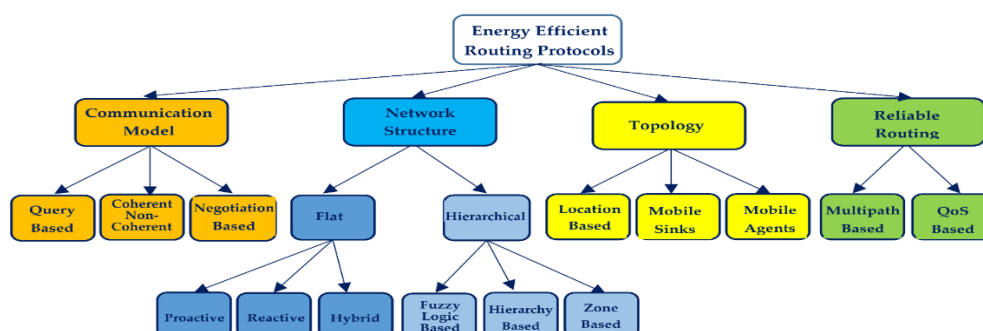 Energy Efficient
Routing Protocols
Communication
Model
Network
Structure
Topology
Reliable
Routing
Query
Based
Coherent
Non-
Coherent
Negotiation
Based
Flat
Hierarchical
Location
Based
Mobile
Sinks
Mobile
Agents
Multipath
Based
QoS
Based
Proactive
Reactive
Hybrid
Fuzzy
Logic
Based
Hierarchy
Based
Zone
Based